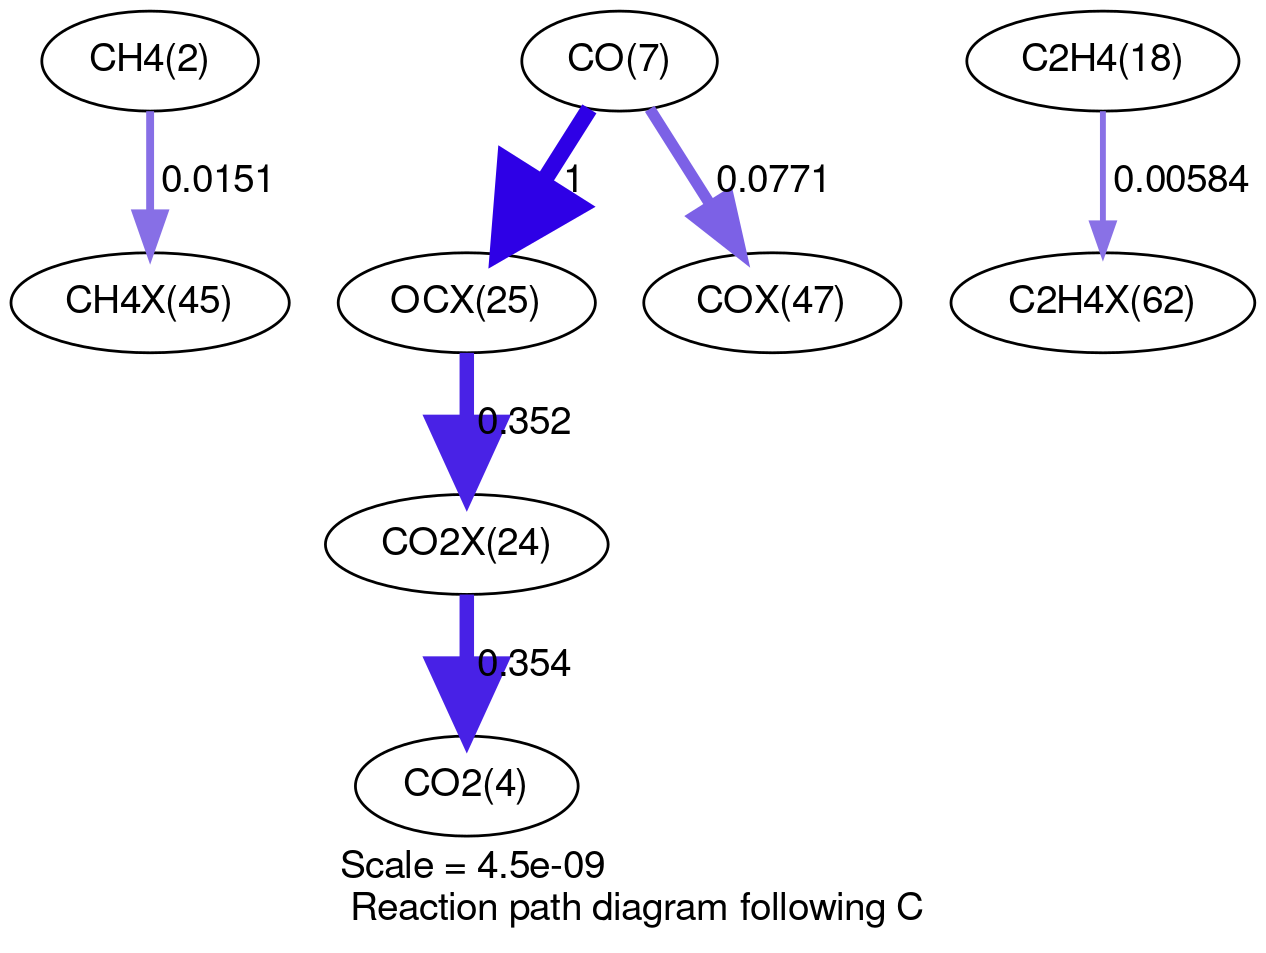 CH4(2)
CO(7)
C2H4(18)
0.0151
1
0.0771
0.00584
CH4X(45)
OCX(25)
COX(47)
C2H4X(62)
0.352
CO2X(24)
0.354
CO2(4)
Scale = 4.5e-09
Reaction path diagram following C